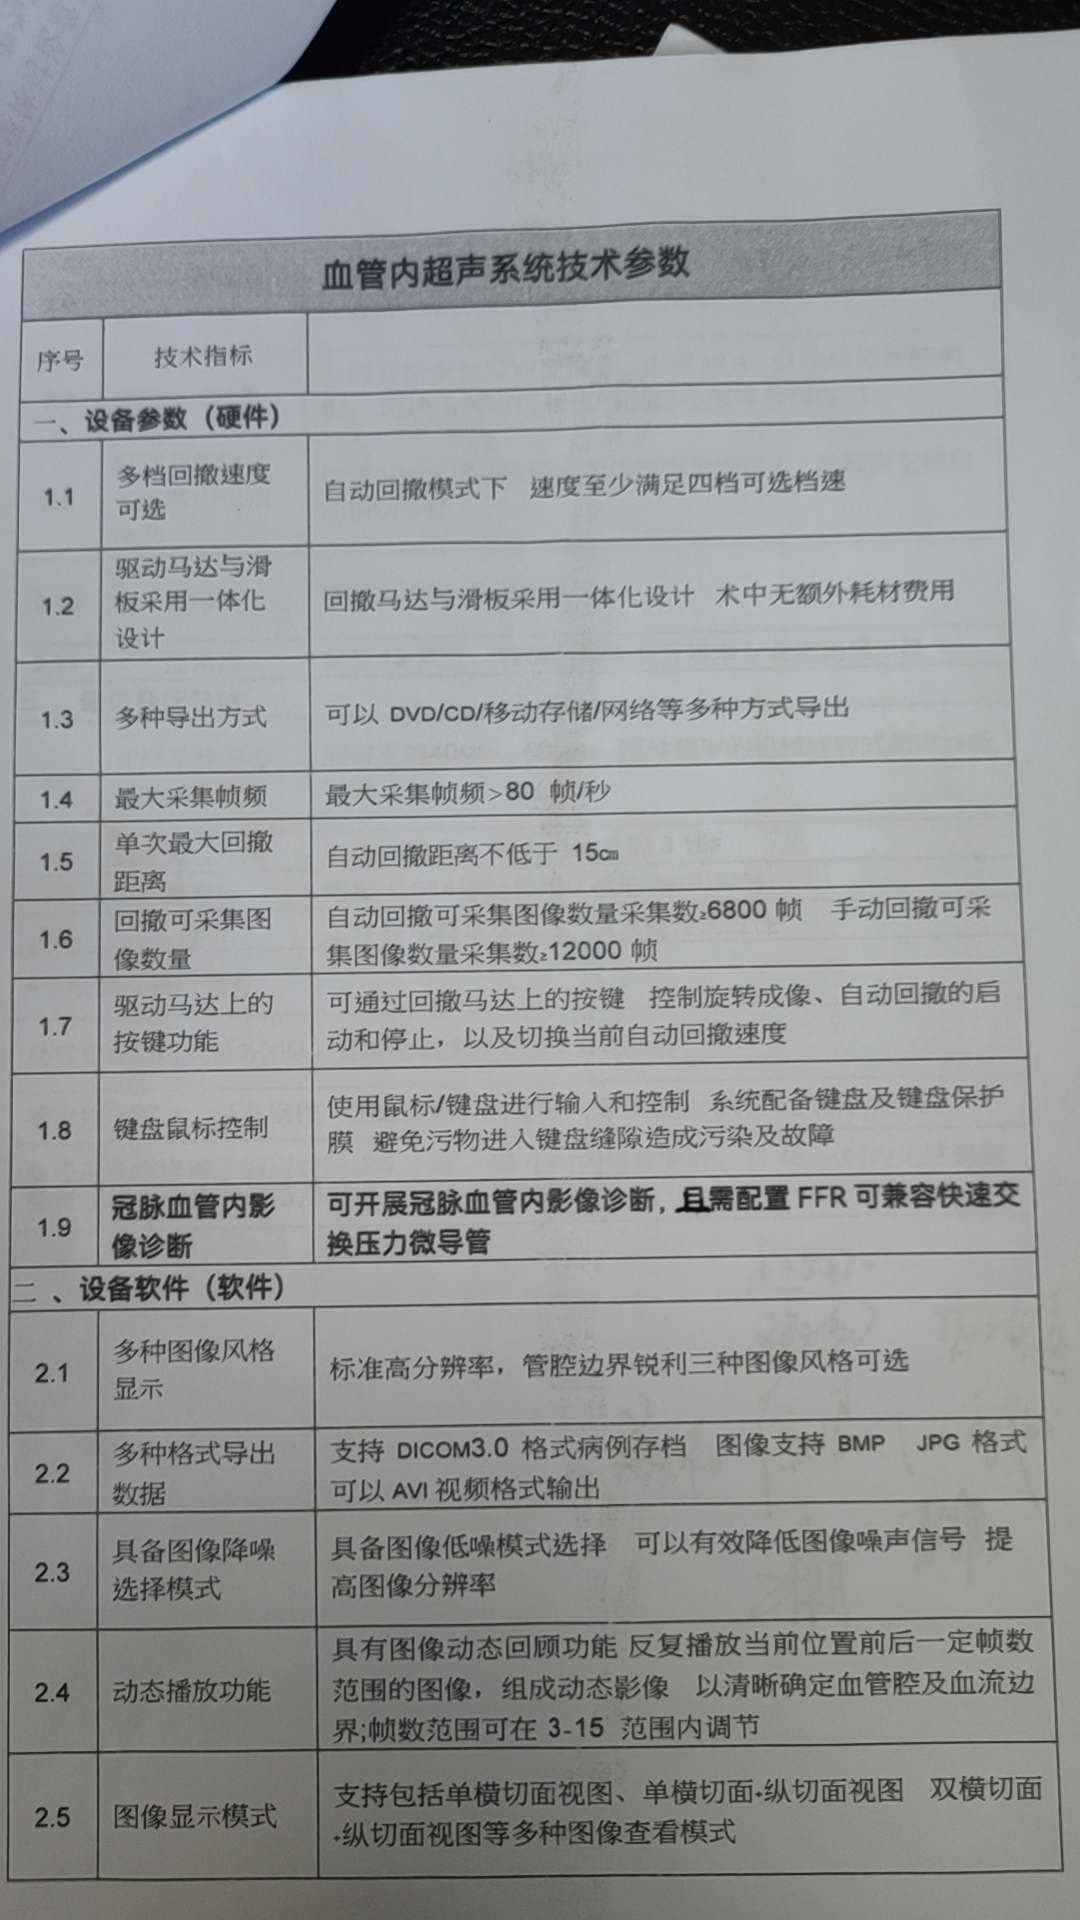 血管内超声系统技术参数
序号 技术指标
一、设备参数（硬件）
1.1 多档回撤速度可选 自动回撤模式下 速度至少满足四档可选档速
1.2 驱动马达与滑板采用一体化设计 回撤马达与滑板采用一体化设计 术中无额外耗材费用
1.3 多种导出方式 可以 DVD/CD/移动存储/网络等多种方式导出
1.4 最大采集帧频 最大采集帧频>80 帧/秒
1.5 单次最大回撤距离 自动回撤距离不低于 15㎝
1.6 回撤可采集图像数量 自动回撤可采集图像数量采集数≥6800 帧 手动回撤可采
集图像数量采集数≥12000 帧
1.7 驱动马达上的按键功能 可通过回撤马达上的按键 控制旋转成像、自动回撤的启
动和停止，以及切换当前自动回撤速度
1.8 键盘鼠标控制 使用鼠标/键盘进行输入和控制 系统配备键盘及键盘保护
膜 避免污物进入键盘缝隙造成污染及故障
1.9 冠脉血管内影像诊断 可开展冠脉血管内影像诊断，且需配置 FFR 可兼容快速交
换压力微导管
二 、设备软件（软件）
2.1 多种图像风格显示 标准高分辨率，管腔边界锐利三种图像风格可选
2.2 多种格式导出数据 支持 DICOM3.0 格式病例存档 图像支持 BMP JPG 格式
可以 AVI 视频格式输出
2.3 具备图像降噪选择模式 具备图像低噪模式选择 可以有效降低图像噪声信号 提
高图像分辨率
2.4 动态播放功能 具有图像动态回顾功能 反复播放当前位置前后一定帧数
范围的图像，组成动态影像 以清晰确定血管腔及血流边
界;帧数范围可在 3-15 范围内调节
2.5 图像显示模式 支持包括单横切面视图、单横切面+纵切面视图 双横切面
+纵切面视图等多种图像查看模式